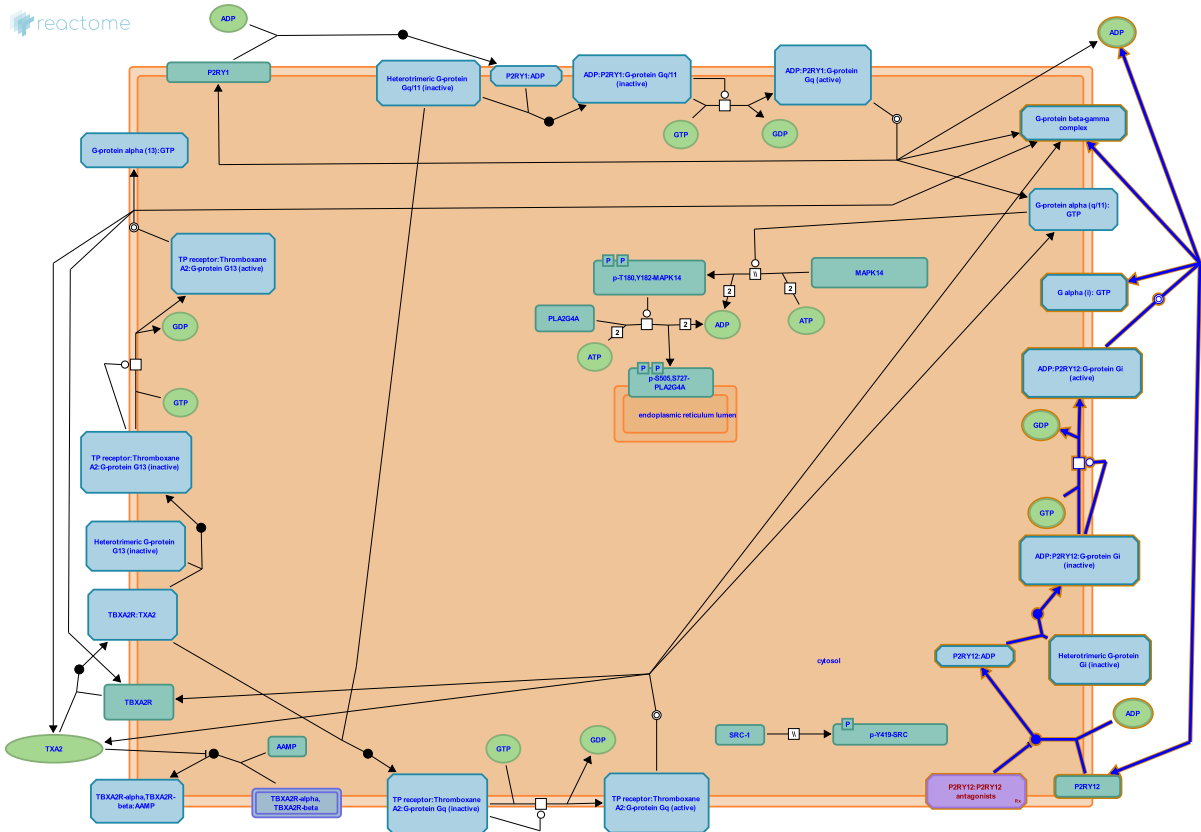 reactome
ADP
ADP
P2RY1
Heterotrimeric G-protein
Gq/11 (inactive)
P2RY1:ADP
ADP:P2RY1:G-protein Gq/11
(inactive)
ADP:P2RY1:G-protein
Gq (active)
GTP
GDP
G-protein beta-gamma
complex
G-protein alpha (13):GTP
G-protein alpha (q/11):
GTP
TP receptor:Thromboxane
A2:G-protein G13 (active)
P P
p-T180,Y182-MAPK14
MAPK14
\\
2
2
G alpha (i): GTP
PLA2G4A
2
2
ADP
ATP
GDP
ATP
P P
p-S505,S727-
PLA2G4A
ADP:P2RY12:G-protein Gi
(active)
GTP
endoplasmic reticulum lumen
GDP
TP receptor:Thromboxane
A2:G-protein G13 (inactive)
GTP
Heterotrimeric G-protein
G13 (inactive)
ADP:P2RY12:G-protein Gi
(inactive)
TBXA2R:TXA2
P2RY12:ADP
Heterotrimeric G-protein
Gi (inactive)
cytosol
TBXA2R
ADP
TXA2
AAMP
GTP
GDP
SRC-1
\\
P
p-Y419-SRC
TBXA2R-alpha,TBXA2R-
beta:AAMP
TBXA2R-alpha,
TBXA2R-beta
TP receptor:Thromboxane
A2:G-protein Gq (inactive)
TP receptor:Thromboxane
A2:G-protein Gq (active)
P2RY12:P2RY12
antagonists
Rx
P2RY12